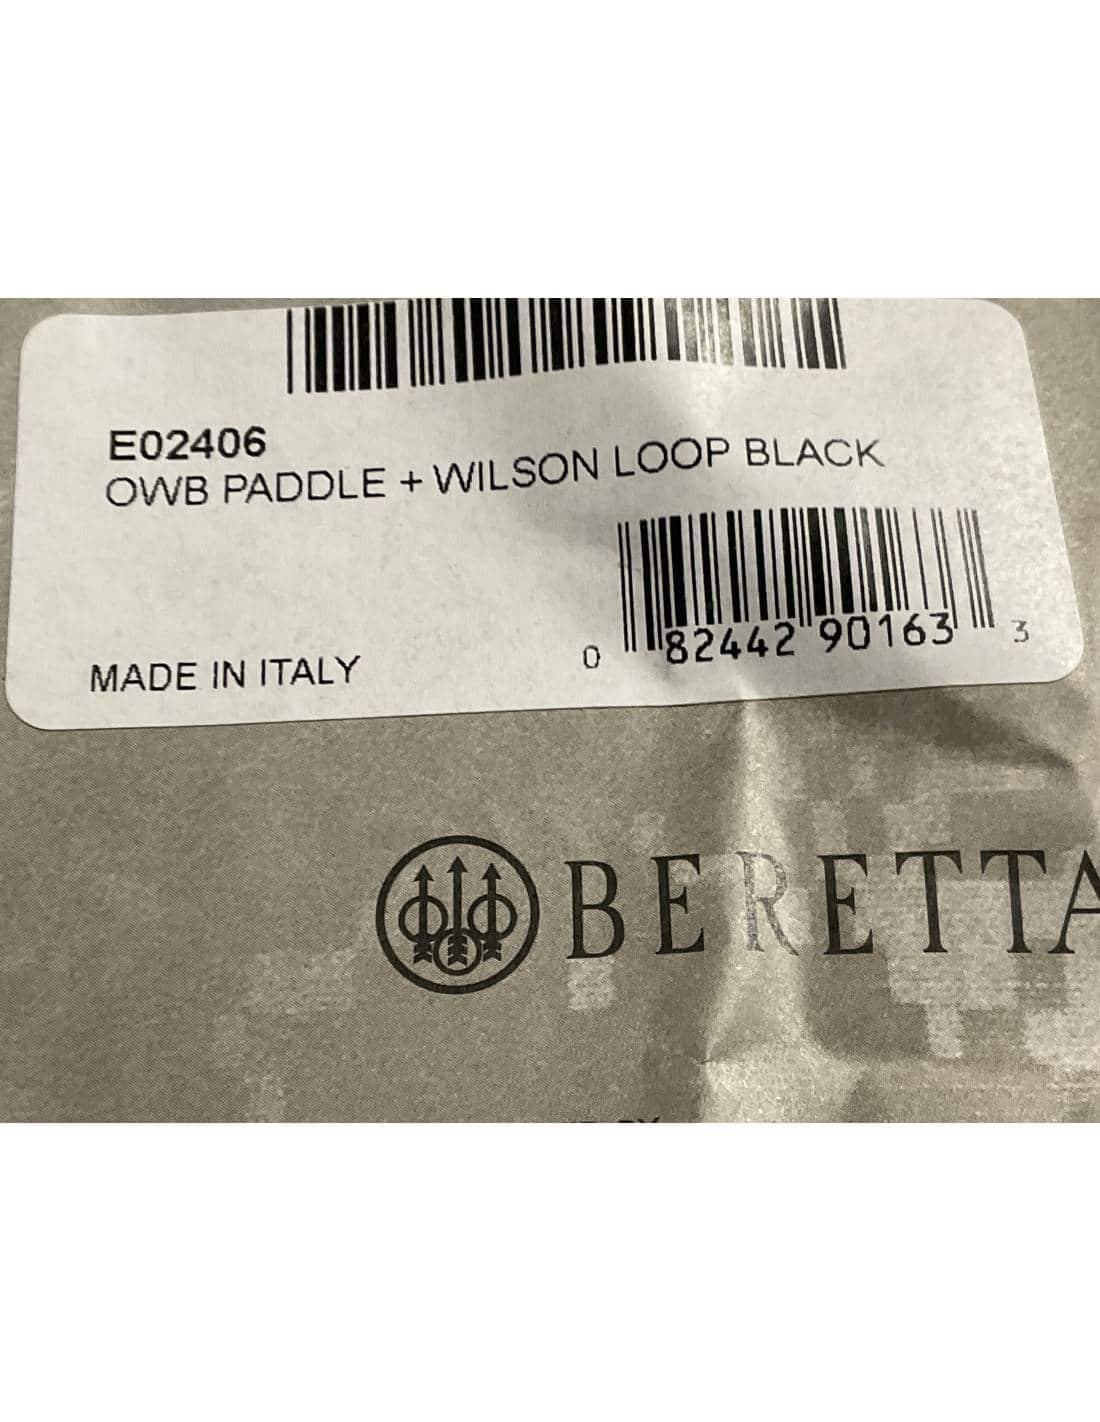 E02406
OWB PADDLE + WILSON LOOP BLACK
0 82442 90163 3
MADE IN ITALY
BERETTA